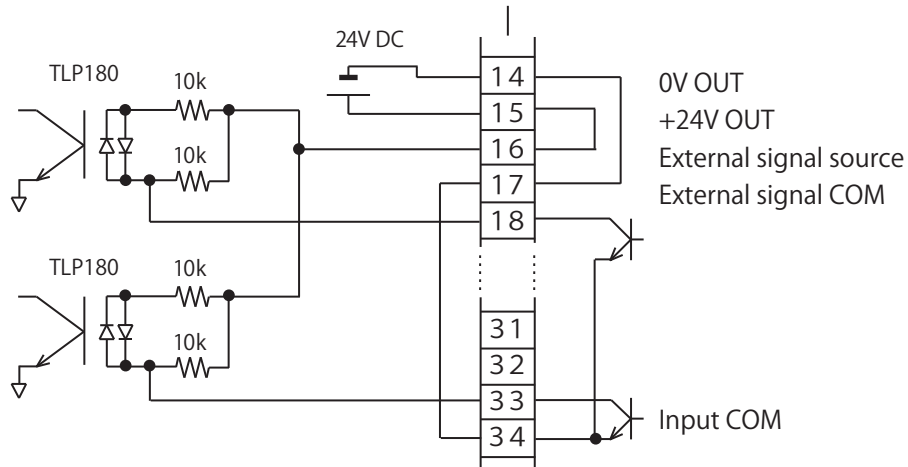 24V DC
TLP180
10k
10k
14
15
16
17
18
0V OUT
+24V OUT
External signal source
External signal COM
TLP180
10k
10k
31
32
33
34
Input COM